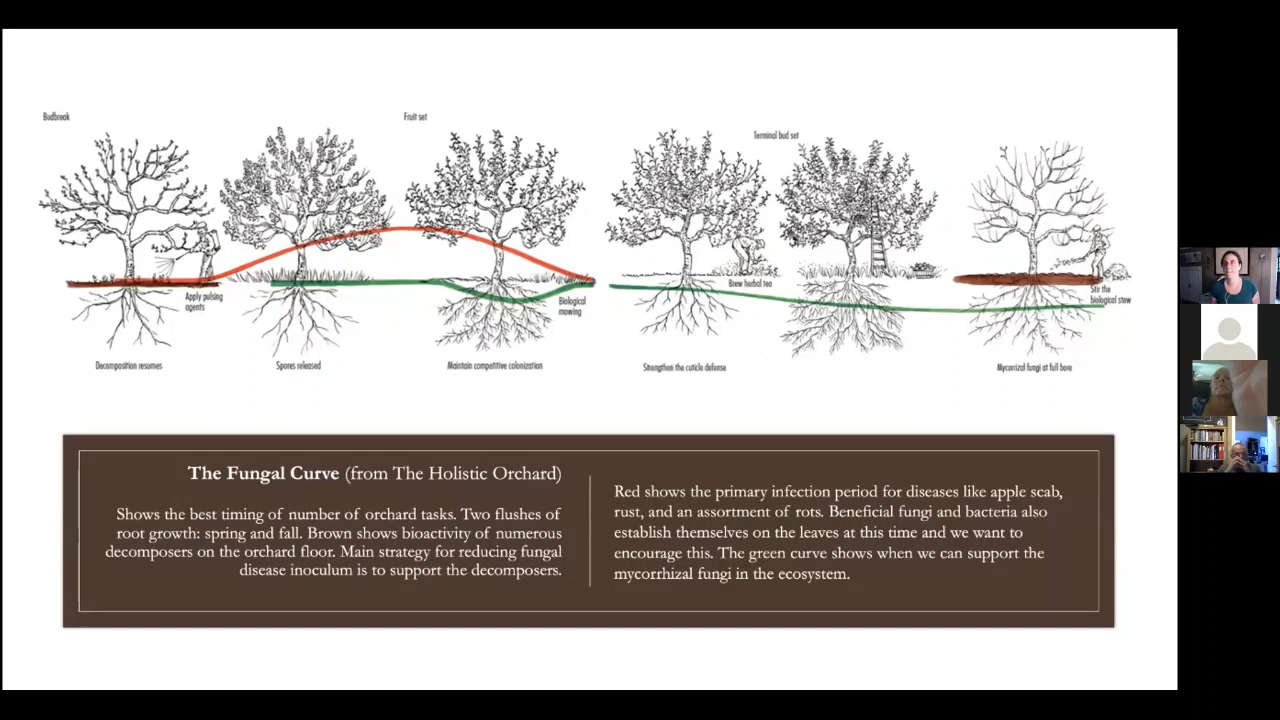 Budbreak
Fruit set
Terminal bud set
Apply pulsing
agents
Biological
mowing
Brew herbal tea
Stir the
biological stew
Decomposition resumes
Spores released
Maintain competitive colonization
Strengthen the cuticle defense
Mycorrizal fungi at full bore
The Fungal Curve (from The Holistic Orchard)
Shows the best timing of number of orchard tasks. Two flushes of
root growth: spring and fall. Brown shows bioactivity of numerous
decomposers on the orchard floor. Main strategy for reducing fungal
disease inoculum is to support the decomposers.
Red shows the primary infection period for diseases like apple scab,
rust, and an assortment of rots. Beneficial fungi and bacteria also
establish themselves on the leaves at this time and we want to
encourage this. The green curve shows when we can support the
mycorrhizal fungi in the ecosystem.